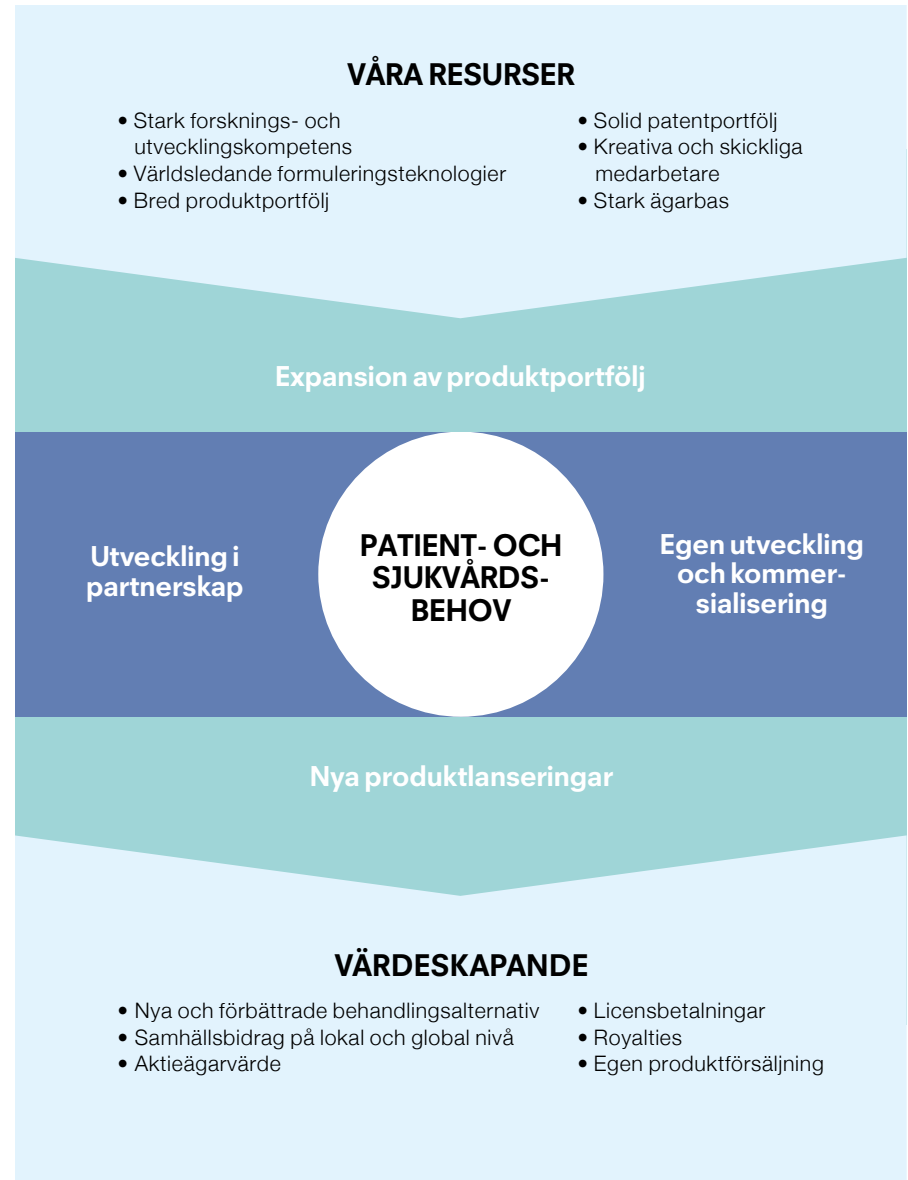 VÅRA RESURSER
• Stark forsknings- och
utvecklingskompetens
• Världsledande formuleringsteknologier
• Bred produktportfölj
• Solid patentportfölj
• Kreativa och skickliga
medarbetare
• Stark ägarbas
Expansion av produktportfölj
Utveckling i
partnerskap
PATIENT- OCH
SJUKVÅRDS-
BEHOV
Egen utveckling
och kommer-
sialisering
Nya produktlanseringar
VÄRDESKAPANDE
• Nya och förbättrade behandlingsalternativ
• Samhällsbidrag på lokal och global nivå
• Aktieägarvärde
• Licensbetalningar
• Royalties
• Egen produktförsäljning